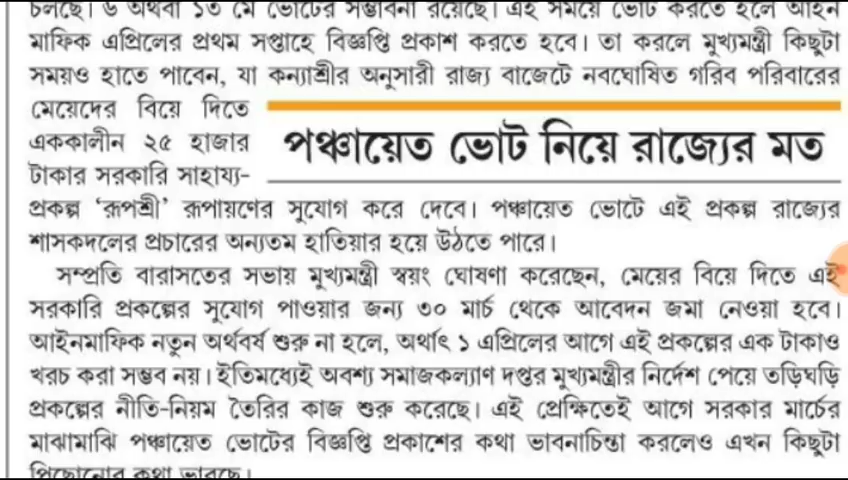 চলছে। ৬ অথবা ১৩ মে ভোটের সম্ভাবনা রয়েছে। এই সময়ে ভোট করতে হলে আইন
মাফিক এপ্রিলের প্রথম সপ্তাহে বিজ্ঞপ্তি প্রকাশ করতে হবে। তা করলে মুখ্যমন্ত্রী কিছুটা
সময়ও হাতে পাবেন, যা কন্যাশ্রীর অনুসারী রাজ্য বাজেটে নবঘোষিত গরিব পরিবারের
মেয়েদের বিয়ে দিতে
এককালীন ২৫ হাজার
টাকার সরকারি সাহায্য-
পঞ্চায়েত ভোট নিয়ে রাজ্যের মত
প্রকল্প ‘রূপশ্রী’ রূপায়ণের সুযোগ করে দেবে। পঞ্চায়েত ভোটে এই প্রকল্প রাজ্যের
শাসকদলের প্রচারের অন্যতম হাতিয়ার হয়ে উঠতে পারে।
সম্প্রতি বারাসতের সভায় মুখ্যমন্ত্রী স্বয়ং ঘোষণা করেছেন, মেয়ের বিয়ে দিতে এই
সরকারি প্রকল্পের সুযোগ পাওয়ার জন্য ৩০ মার্চ থেকে আবেদন জমা নেওয়া হবে।
আইনমাফিক নতুন অর্থবর্ষ শুরু না হলে, অর্থাৎ ১ এপ্রিলের আগে এই প্রকল্পের এক টাকাও
খরচ করা সম্ভব নয়। ইতিমধ্যেই অবশ্য সমাজকল্যাণ দপ্তর মুখ্যমন্ত্রীর নির্দেশ পেয়ে তড়িঘড়ি
প্রকল্পের নীতি-নিয়ম তৈরির কাজ শুরু করেছে। এই প্রেক্ষিতেই আগে সরকার মার্চের
মাঝামাঝি পঞ্চায়েত ভোটের বিজ্ঞপ্তি প্রকাশের কথা ভাবনাচিন্তা করলেও এখন কিছুটা
পিছোনোর কথা ভাবছে।